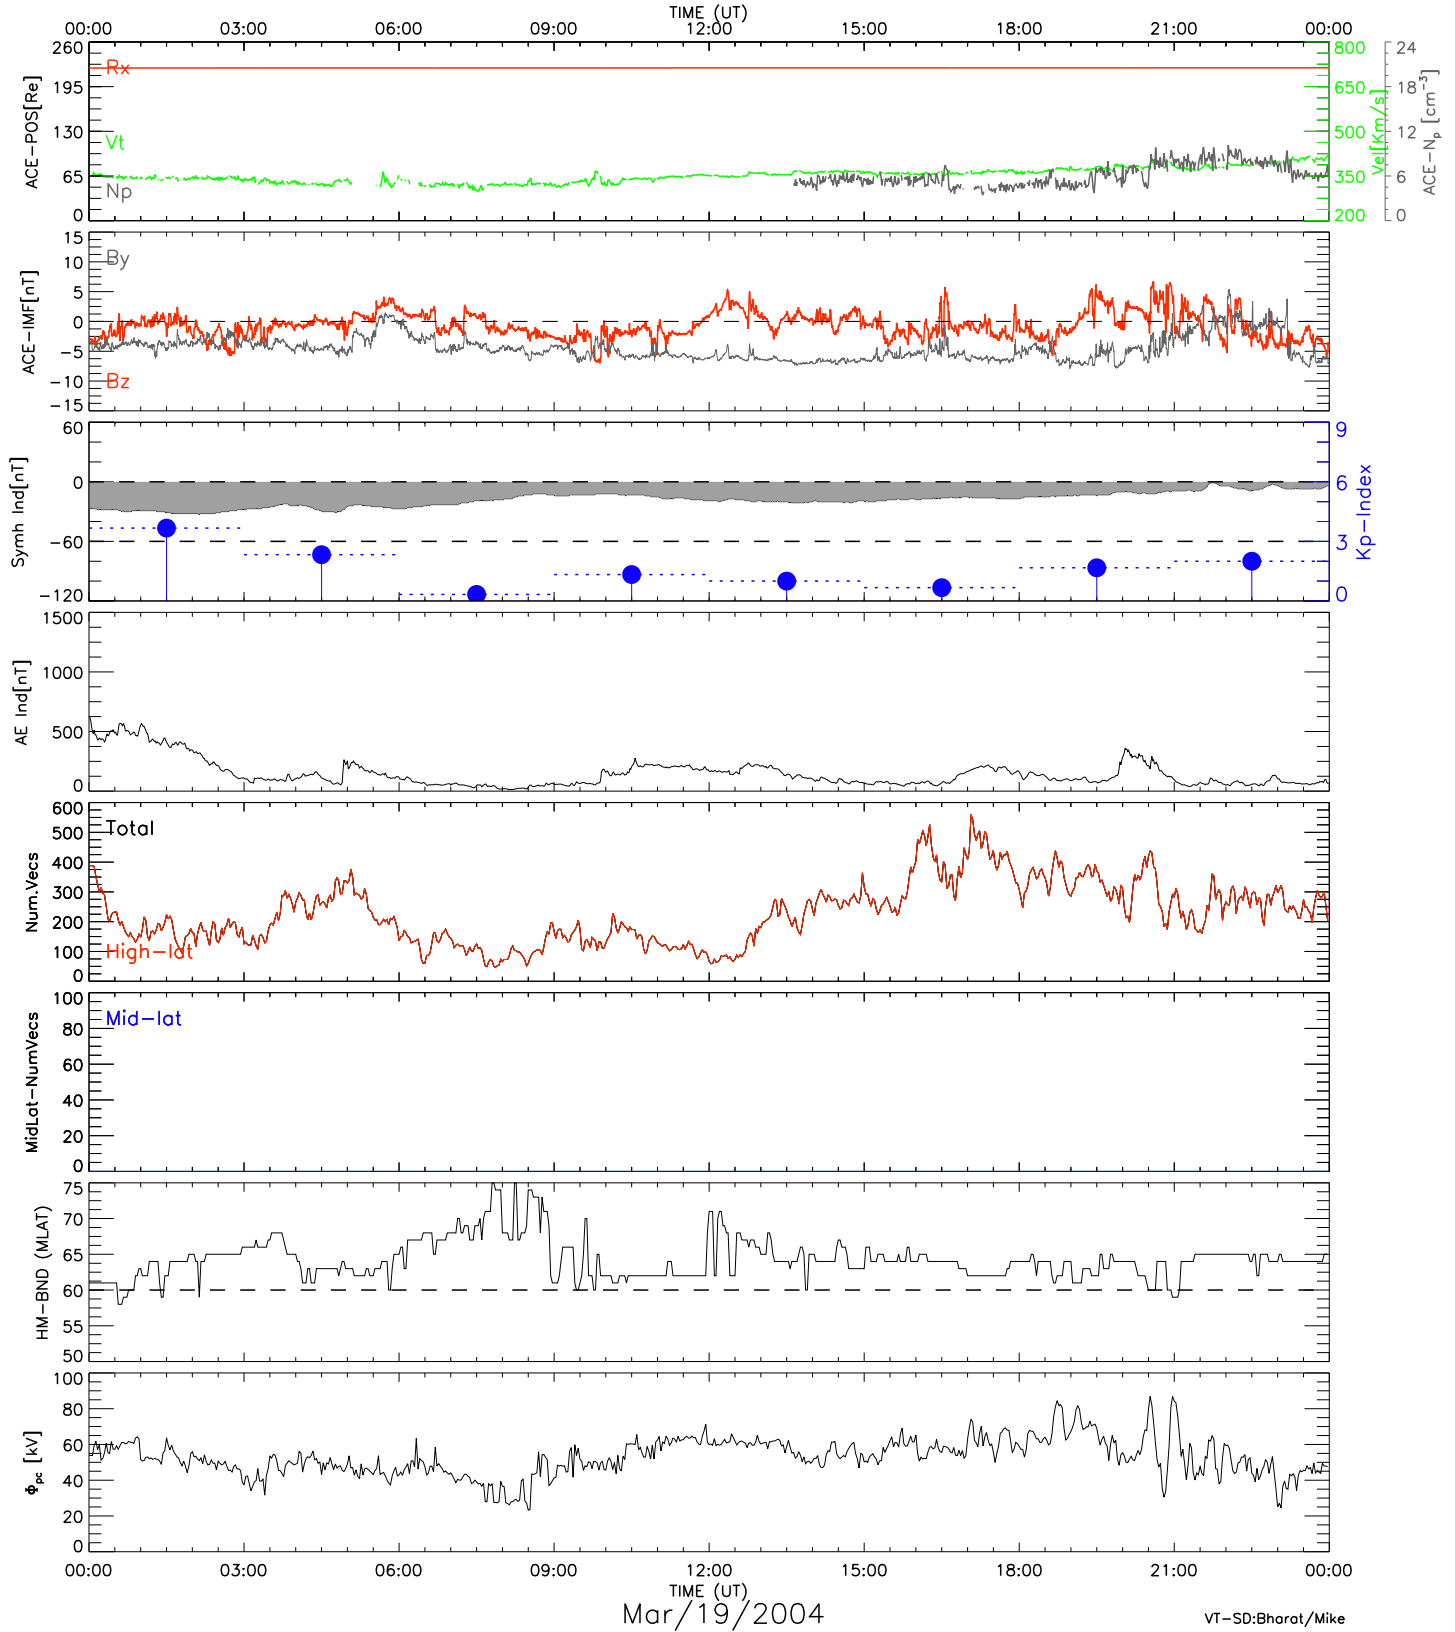 TIME (UT)
00:00 03:00 06:00 09:00 12:00 15:00 18:00 21:00 00:00
ACE-POS[Re]
260
195
130
65
0
Rx
Vt
Np
800
650
500
350
200
Vel[Km/s]
24
18
12
6
0
ACE-Np [cm⁻³]
ACE-IMF[nT]
15
10
5
0
-5
-10
-15
By
Bz
Symh Ind[nT]
60
0
-60
-120
9
6
3
0
Kp-Index
AE Ind[nT]
1500
1000
500
0
Num.Vecs
600
500
400
300
200
100
0
Total
High-lat
MidLat-NumVecs
100
80
60
40
20
0
Mid-lat
HM-BND (MLAT)
75
70
65
60
55
50
Φpc [kV]
100
80
60
40
20
0
00:00 03:00 06:00 09:00 12:00 15:00 18:00 21:00 00:00
TIME (UT)
Mar/19/2004
VT-SD:Bharat/Mike